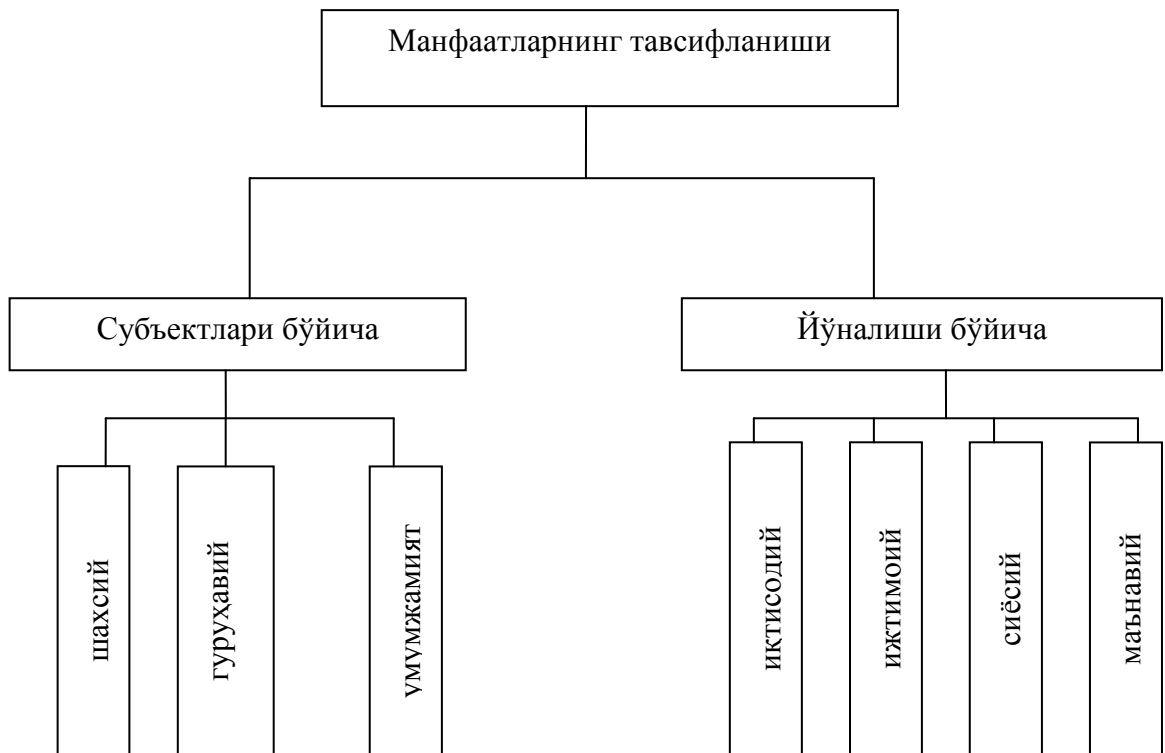 Манфаатларнинг тавсифланиши
Субъектлари бўйича
Йўналиши бўйича
шахсий
гуруҳавий
умумжамият
иктисодий
ижтимоий
сиёсий
маънавий